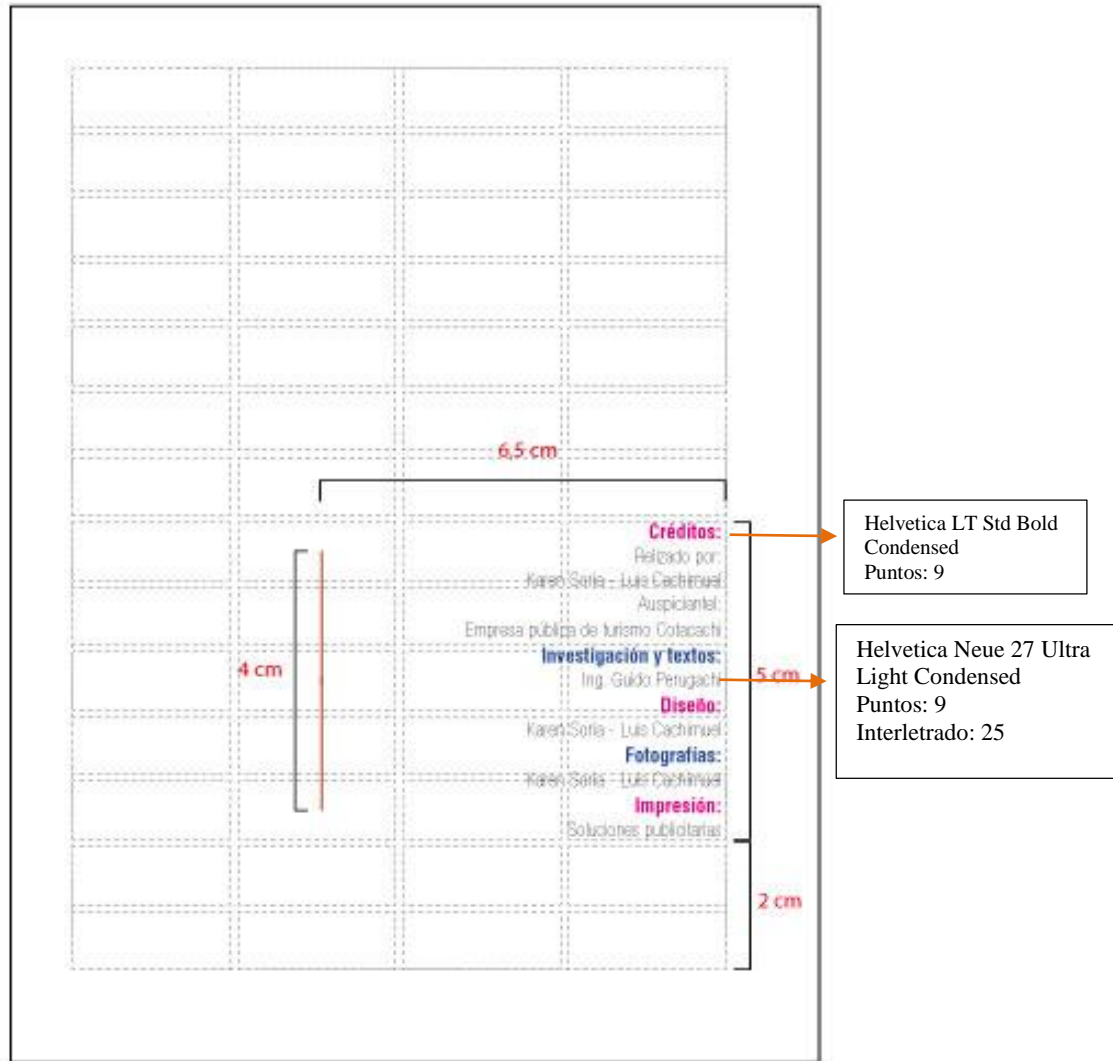 6,5 cm
Créditos:
Relizado por:
Karen Soria - Luis Cachimuel
Auspiciantel:
Empresa pública de turismo Cotacachi
Investigación y textos:
Ing. Guido Perugachi
Diseño:
Karen Soria - Luis Cachimuel
Fotografías:
Karen Soria - Luis Cachimuel
Impresión:
Soluciones publicitarias
4 cm
5 cm
2 cm
Helvetica LT Std Bold
Condensed
Puntos: 9
Helvetica Neue 27 Ultra
Light Condensed
Puntos: 9
Interletrado: 25